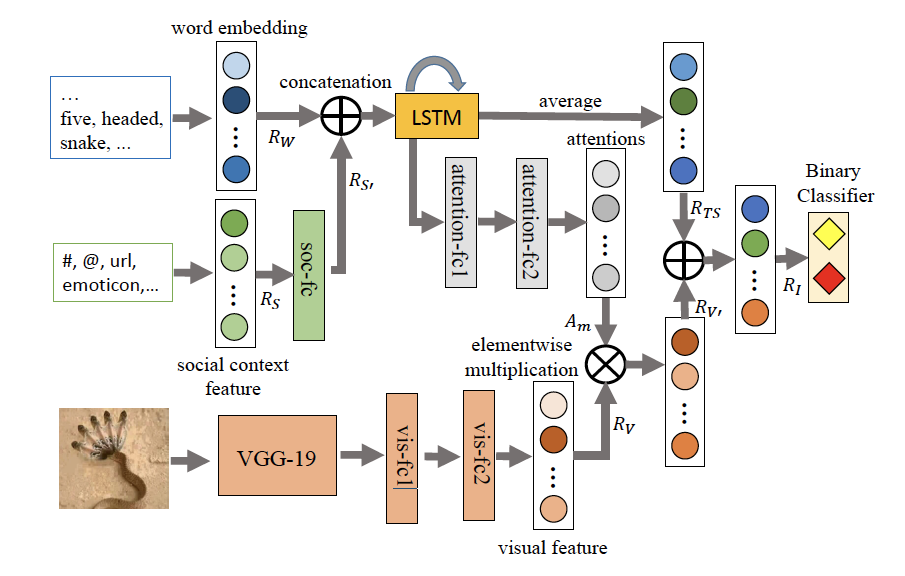 word embedding
...
five, headed,
snake, ...
R_W
concatenation
R_S'
LSTM
average
attentions
attention-fc1
attention-fc2
R_TS
Binary
Classifier
R_I
#, @, url,
emoticon,...
R_S
soc-fc
social context
feature
A_m
elementwise
multiplication
R_V'
VGG-19
vis-fc1
vis-fc2
R_V
visual feature